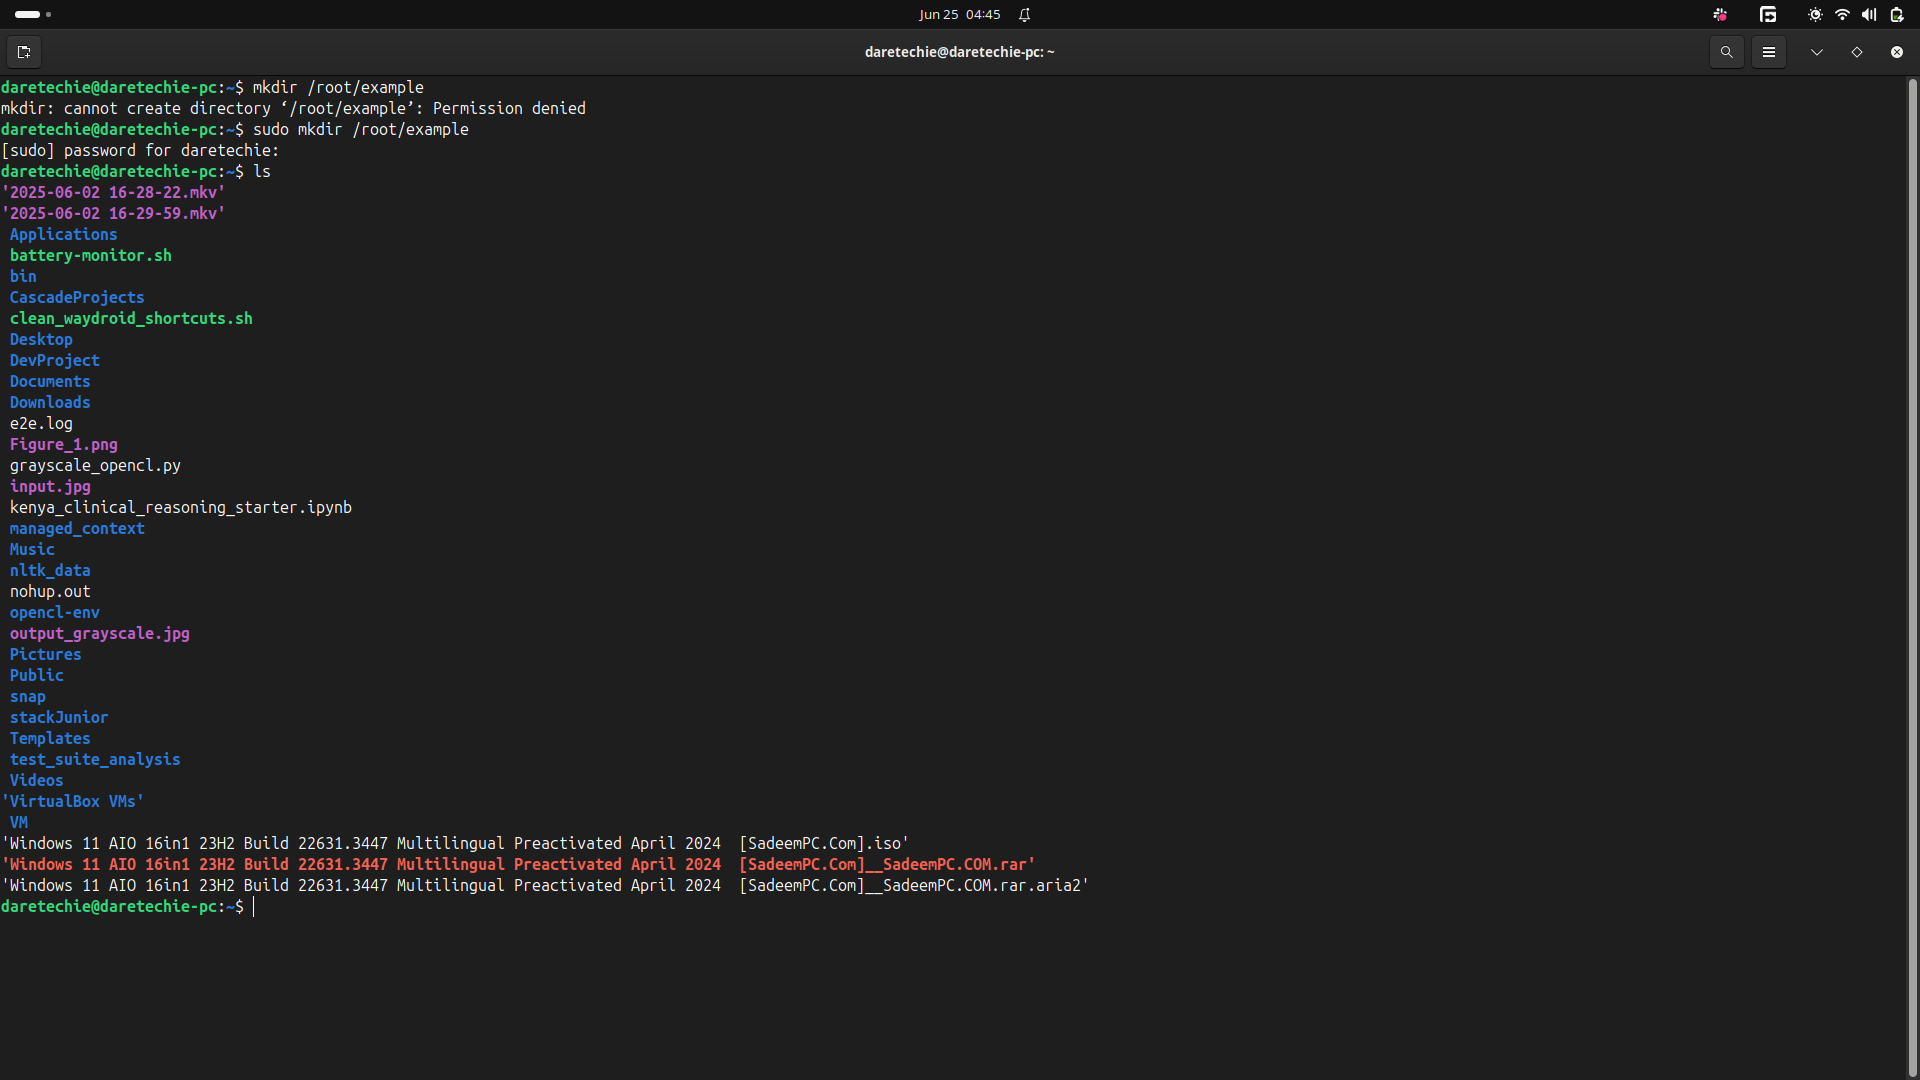 Jun 25 04:45
daretechie@daretechie-pc: ~
daretechie@daretechie-pc:~$ mkdir /root/example
mkdir: cannot create directory ‘/root/example’: Permission denied
daretechie@daretechie-pc:~$ sudo mkdir /root/example
[sudo] password for daretechie:
daretechie@daretechie-pc:~$ ls
'2025-06-02 16-28-22.mkv'
'2025-06-02 16-29-59.mkv'
Applications
battery-monitor.sh
bin
CascadeProjects
clean_waydroid_shortcuts.sh
Desktop
DevProject
Documents
Downloads
e2e.log
Figure_1.png
grayscale_opencl.py
input.jpg
kenya_clinical_reasoning_starter.ipynb
managed_context
Music
nltk_data
nohup.out
opencl-env
output_grayscale.jpg
Pictures
Public
snap
stackJunior
Templates
test_suite_analysis
Videos
'VirtualBox VMs'
VM
'Windows 11 AIO 16in1 23H2 Build 22631.3447 Multilingual Preactivated April 2024  [SadeemPC.Com].iso'
'Windows 11 AIO 16in1 23H2 Build 22631.3447 Multilingual Preactivated April 2024  [SadeemPC.Com]__SadeemPC.COM.rar'
'Windows 11 AIO 16in1 23H2 Build 22631.3447 Multilingual Preactivated April 2024  [SadeemPC.Com]__SadeemPC.COM.rar.aria2'
daretechie@daretechie-pc:~$